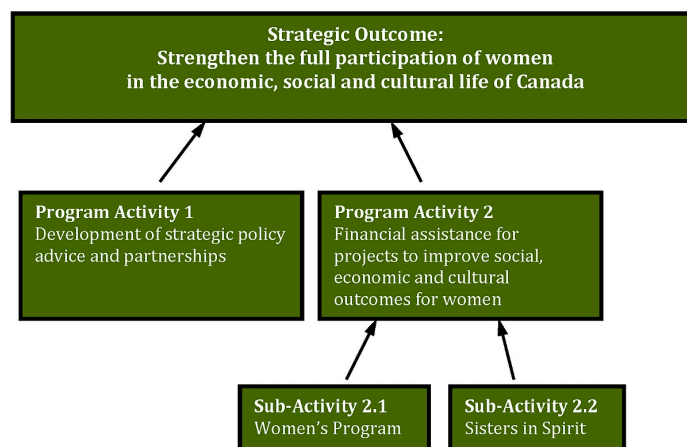 Strategic Outcome:
Strengthen the full participation of women
in the economic, social and cultural life of Canada
Program Activity 1
Development of strategic policy
advice and partnerships
Program Activity 2
Financial assistance for
projects to improve social,
economic and cultural
outcomes for women
Sub-Activity 2.1
Women’s Program
Sub-Activity 2.2
Sisters in Spirit